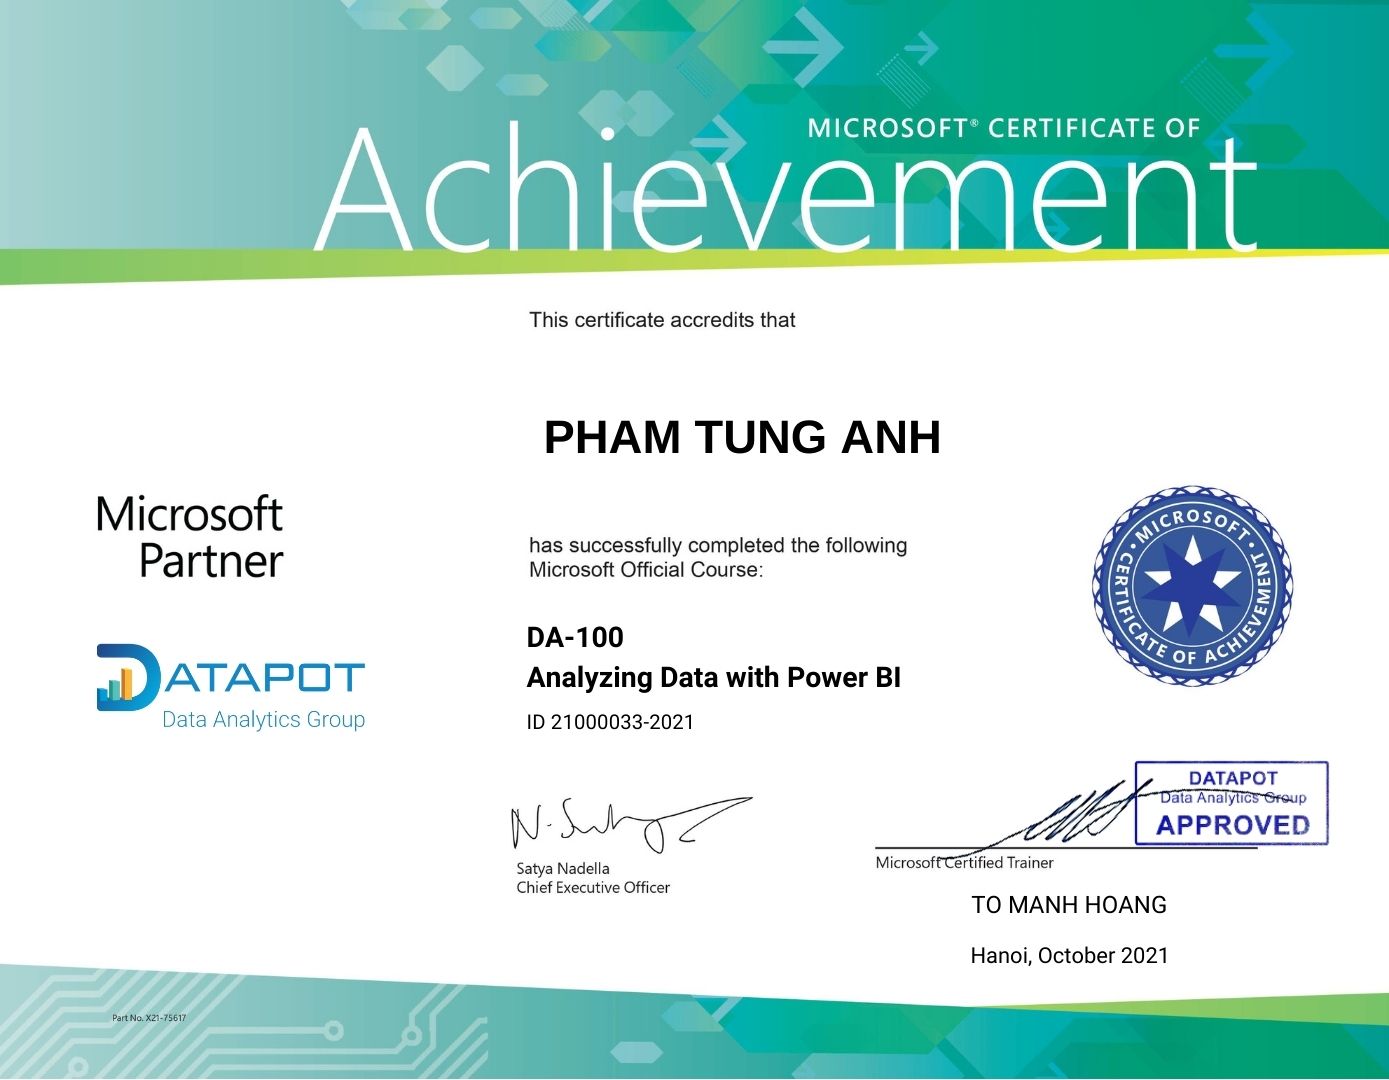 MICROSOFT® CERTIFICATE OF
Achievement
This certificate accredits that
PHAM TUNG ANH
Microsoft
Partner
has successfully completed the following
Microsoft Official Course:
• MICROSOFT •
CERTIFICATE OF ACHIEVEMENT
DATAPOT
Data Analytics Group
DA-100
Analyzing Data with Power BI
ID 21000033-2021
Satya Nadella
Chief Executive Officer
DATAPOT
Data Analytics Group
APPROVED
Microsoft Certified Trainer
TO MANH HOANG
Hanoi, October 2021
Part No. X21-75617